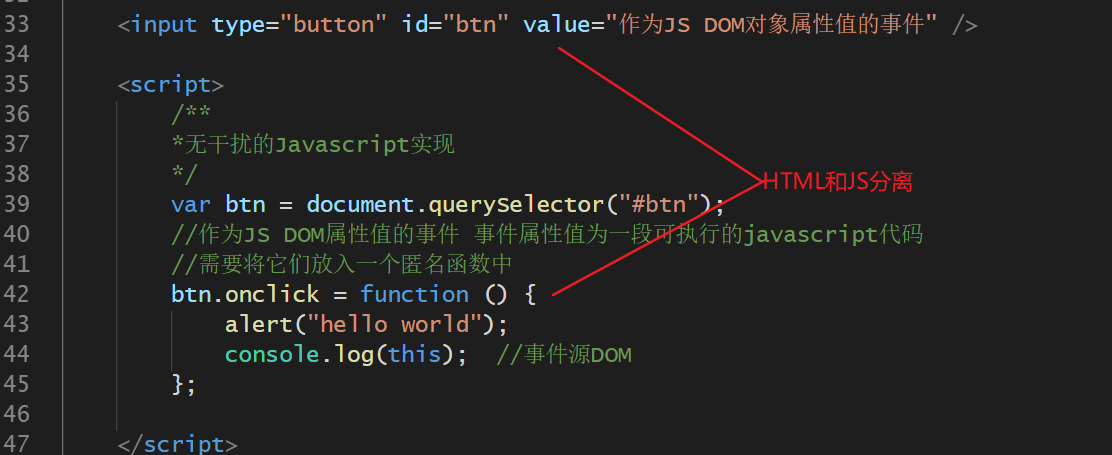 33 <input type="button" id="btn" value="作为JS DOM对象属性值的事件" />
34
35 <script>
36 /**
37 *无干扰的Javascript实现
38 */
HTML和JS分离
39 var btn = document.querySelector("#btn");
40 //作为JS DOM属性值的事件 事件属性值为一段可执行的javascript代码
41 //需要将它们放入一个匿名函数中
42 btn.onclick = function () {
43 alert("hello world");
44 console.log(this); //事件源DOM
45 };
46
47 </script>